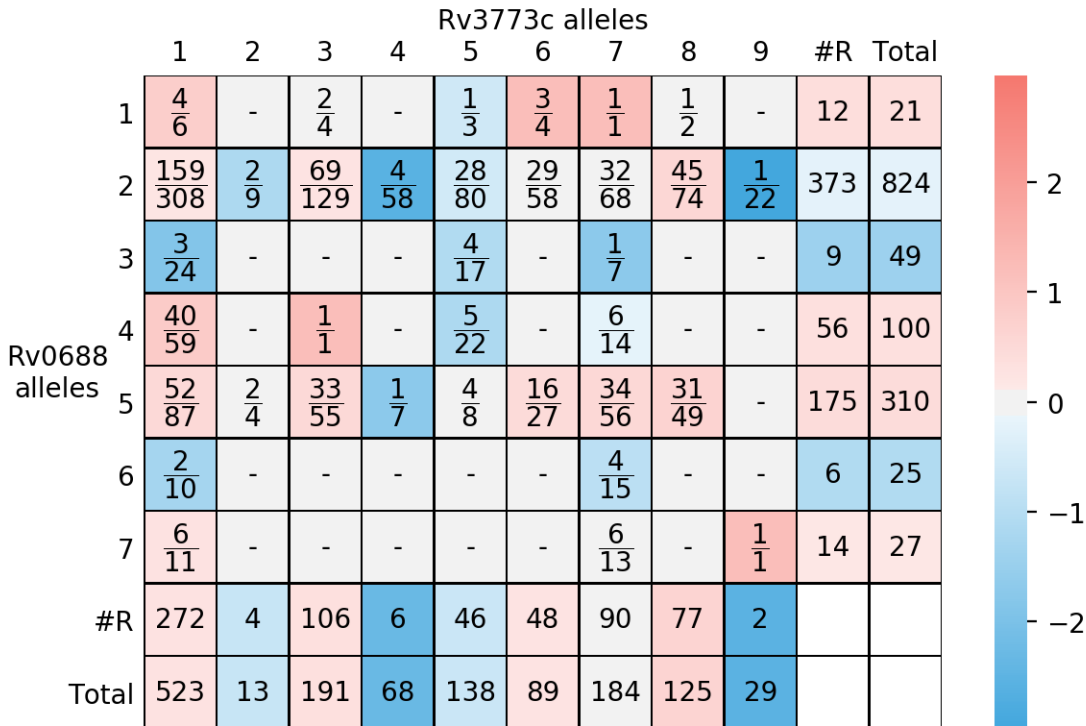 Rv3773c alleles
1 2 3 4 5 6 7 8 9 #R Total
1 4/6 - 2/4 - 1/3 3/4 1/1 1/2 - 12 21
2 159/308 2/9 69/129 4/58 28/80 29/58 32/68 45/74 1/22 373 824
3 3/24 - - - 4/17 - 1/7 - - 9 49
4 40/59 - 1/1 - 5/22 - 6/14 - - 56 100
Rv0688
alleles
5 52/87 2/4 33/55 1/7 4/8 16/27 34/56 31/49 - 175 310
6 2/10 - - - - - 4/15 - - 6 25
7 6/11 - - - - - 6/13 - 1/1 14 27
#R 272 4 106 6 46 48 90 77 2
Total 523 13 191 68 138 89 184 125 29
2
1
0
−1
−2